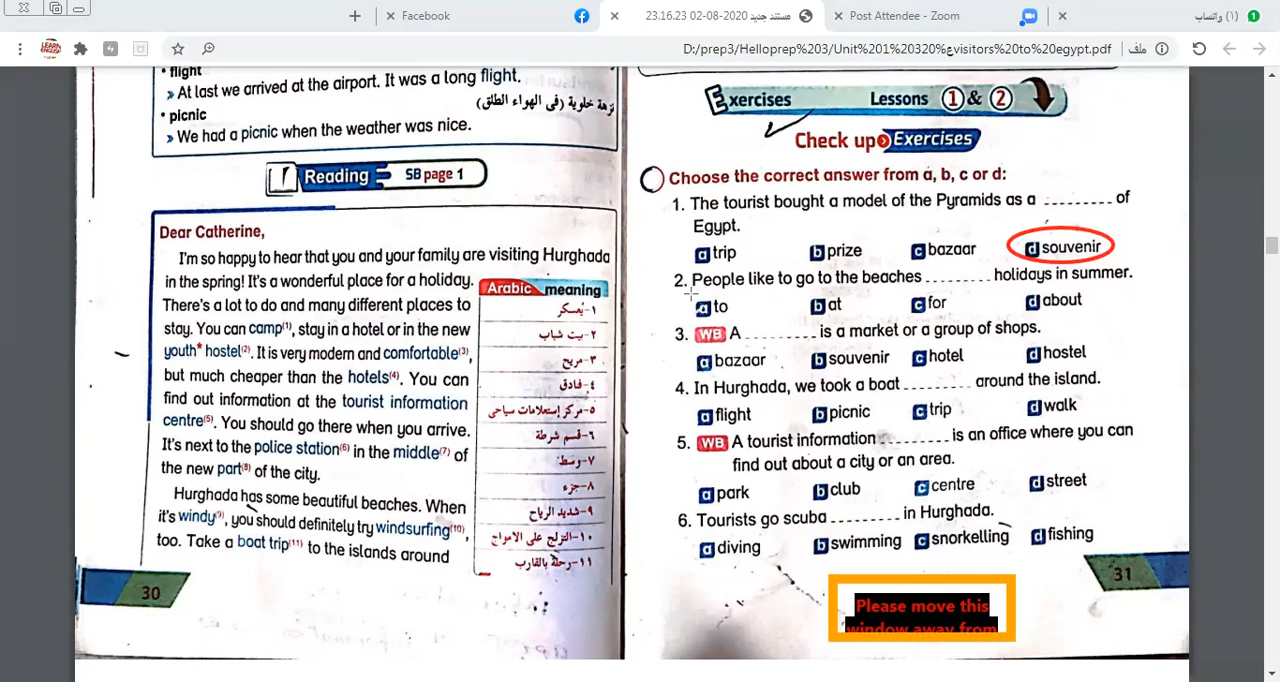 Facebook
23.16.23 02-08-2020 مستند جديد
Post Attendee - Zoom
(١) واتساب
1
D:/prep3/Helloprep%203/Unit%201%20320%20عvisitors%20to%20egypt.pdf
ملف
• flight
» At last we arrived at the airport. It was a long flight.
• picnic
نزهة خلوية (فى الهواء الطلق)
» We had a picnic when the weather was nice.
Reading SB page 1
Dear Catherine,
I'm so happy to hear that you and your family are visiting Hurghada
in the spring! It's a wonderful place for a holiday.
There's a lot to do and many different places to
stay. You can camp(1), stay in a hotel or in the new
youth* hostel(2). It is very modern and comfortable(3),
but much cheaper than the hotels(4). You can
find out information at the tourist information
centre(5). You should go there when you arrive.
It's next to the police station(6) in the middle(7) of
the new part(8) of the city.
Hurghada has some beautiful beaches. When
it's windy(9), you should definitely try windsurfing(10),
too. Take a boat trip(11) to the islands around
Arabic meaning
١- يُعسكر
٢- بيت شباب
٣- مريح
٤- فنادق
٥- مركز إستعلامات سياحى
٦- قسم شرطة
٧- وسط
٨- جزء
٩- شديد الرياح
١٠- التزلج على الامواج
١١- رحلة بالقارب
30
Exercises Lessons 1 & 2
Check up Exercises
Choose the correct answer from a, b, c or d:
1. The tourist bought a model of the Pyramids as a ......... of
Egypt.
a trip b prize c bazaar d souvenir
2. People like to go to the beaches ......... holidays in summer.
a to b at c for d about
3. WB A ......... is a market or a group of shops.
a bazaar b souvenir c hotel d hostel
4. In Hurghada, we took a boat ......... around the island.
a flight b picnic c trip d walk
5. WB A tourist information ......... is an office where you can
find out about a city or an area.
a park b club c centre d street
6. Tourists go scuba ......... in Hurghada.
a diving b swimming c snorkelling d fishing
31
Please move this
window away from